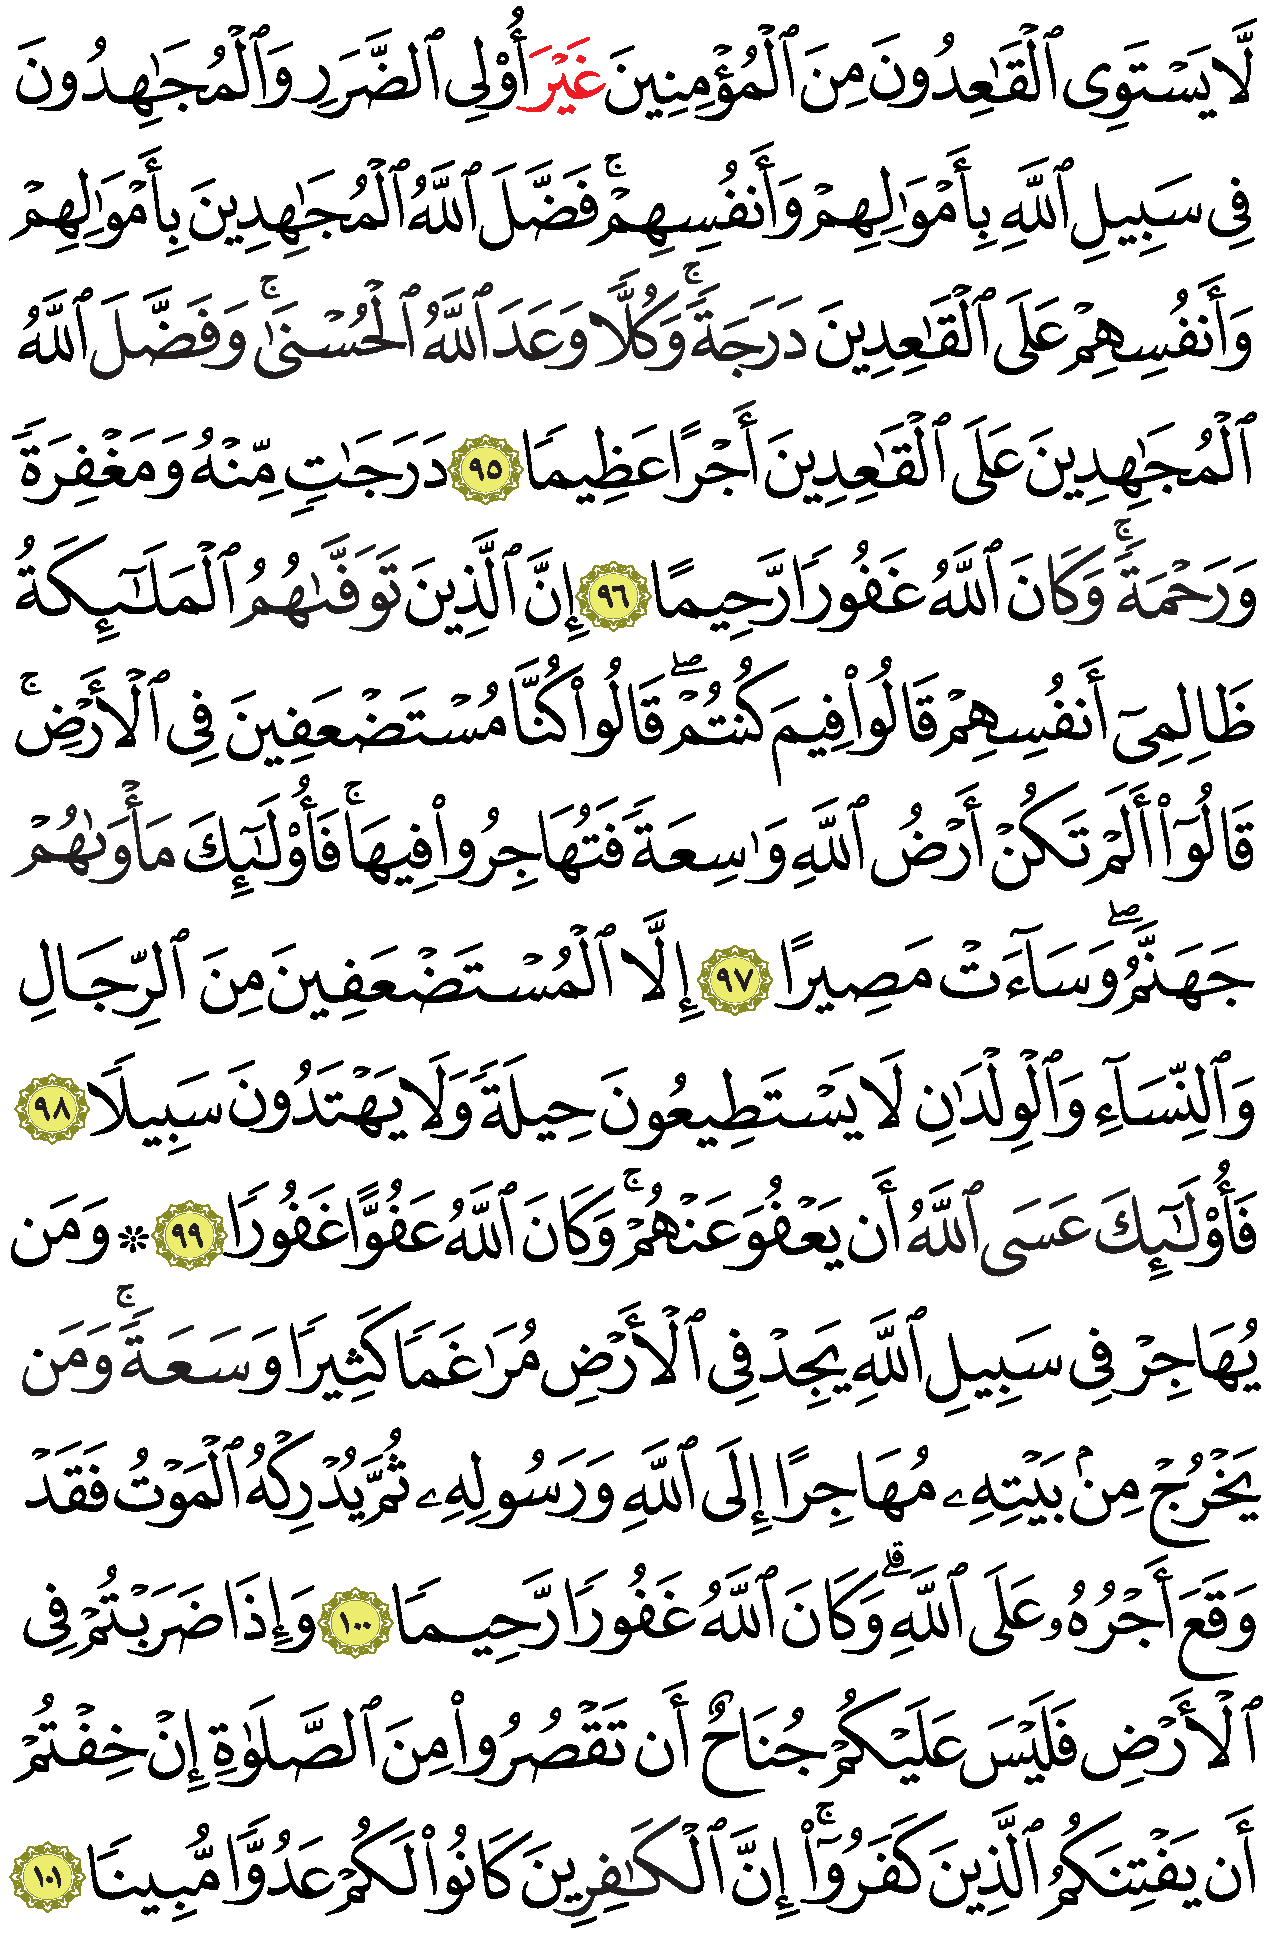 لَّا يَسْتَوِى ٱلْقَـٰعِدُونَ مِنَ ٱلْمُؤْمِنِينَ غَيْرَ أُو۟لِى ٱلضَّرَرِ وَٱلْمُجَـٰهِدُونَ
فِى سَبِيلِ ٱللَّهِ بِأَمْوَٰلِهِمْ وَأَنفُسِهِمْ ۚ فَضَّلَ ٱللَّهُ ٱلْمُجَـٰهِدِينَ بِأَمْوَٰلِهِمْ
وَأَنفُسِهِمْ عَلَى ٱلْقَـٰعِدِينَ دَرَجَةً ۚ وَكُلًّا وَعَدَ ٱللَّهُ ٱلْحُسْنَىٰ ۚ وَفَضَّلَ ٱللَّهُ
ٱلْمُجَـٰهِدِينَ عَلَى ٱلْقَـٰعِدِينَ أَجْرًا عَظِيمًا ٩٥ دَرَجَـٰتٍ مِّنْهُ وَمَغْفِرَةً
وَرَحْمَةً ۚ وَكَانَ ٱللَّهُ غَفُورًا رَّحِيمًا ٩٦ إِنَّ ٱلَّذِينَ تَوَفَّىٰهُمُ ٱلْمَلَـٰٓئِكَةُ
ظَالِمِىٓ أَنفُسِهِمْ قَالُوا۟ فِيمَ كُنتُمْ ۖ قَالُوا۟ كُنَّا مُسْتَضْعَفِينَ فِى ٱلْأَرْضِ ۚ
قَالُوٓا۟ أَلَمْ تَكُنْ أَرْضُ ٱللَّهِ وَٰسِعَةً فَتُهَاجِرُوا۟ فِيهَا ۚ فَأُو۟لَـٰٓئِكَ مَأْوَىٰهُمْ
جَهَنَّمُ ۖ وَسَآءَتْ مَصِيرًا ٩٧ إِلَّا ٱلْمُسْتَضْعَفِينَ مِنَ ٱلرِّجَالِ
وَٱلنِّسَآءِ وَٱلْوِلْدَٰنِ لَا يَسْتَطِيعُونَ حِيلَةً وَلَا يَهْتَدُونَ سَبِيلًا ٩٨
فَأُو۟لَـٰٓئِكَ عَسَى ٱللَّهُ أَن يَعْفُوَ عَنْهُمْ ۚ وَكَانَ ٱللَّهُ عَفُوًّا غَفُورًا ٩٩ ۞ وَمَن
يُهَاجِرْ فِى سَبِيلِ ٱللَّهِ يَجِدْ فِى ٱلْأَرْضِ مُرَٰغَمًا كَثِيرًا وَسَعَةً ۚ وَمَن
يَخْرُجْ مِنۢ بَيْتِهِۦ مُهَاجِرًا إِلَى ٱللَّهِ وَرَسُولِهِۦ ثُمَّ يُدْرِكْهُ ٱلْمَوْتُ فَقَدْ
وَقَعَ أَجْرُهُۥ عَلَى ٱللَّهِ ۗ وَكَانَ ٱللَّهُ غَفُورًا رَّحِيمًا ١٠٠ وَإِذَا ضَرَبْتُمْ فِى
ٱلْأَرْضِ فَلَيْسَ عَلَيْكُمْ جُنَاحٌ أَن تَقْصُرُوا۟ مِنَ ٱلصَّلَوٰةِ إِنْ خِفْتُمْ
أَن يَفْتِنَكُمُ ٱلَّذِينَ كَفَرُوٓا۟ ۚ إِنَّ ٱلْكَـٰفِرِينَ كَانُوا۟ لَكُمْ عَدُوًّا مُّبِينًا ١٠١